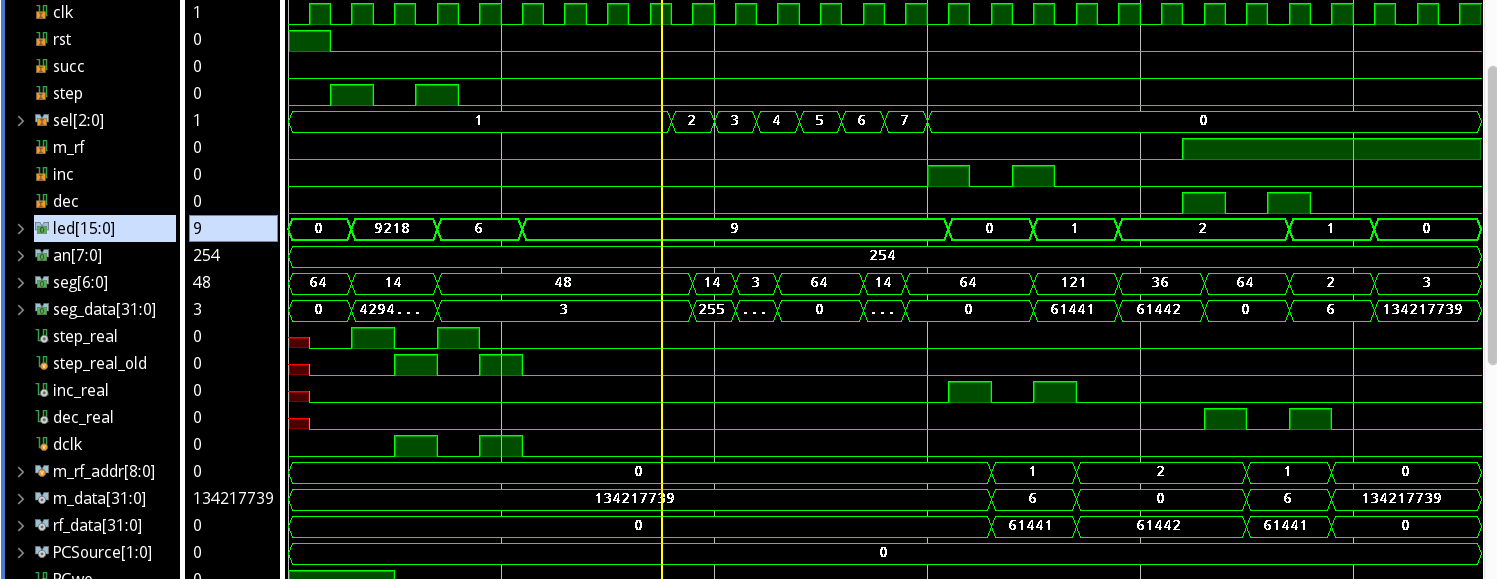 clk 1
rst 0
succ 0
step 0
sel[2:0] 1 1 2 3 4 5 6 7 0
m_rf 0
inc 0
dec 0
led[15:0] 9 0 9218 6 9 0 1 2 1 0
an[7:0] 254 254
seg[6:0] 48 64 14 48 14 3 64 14 64 121 36 64 2 3
seg_data[31:0] 3 0 4294... 3 255 ... 0 ... 0 61441 61442 0 6 134217739
step_real 0
step_real_old 0
inc_real 0
dec_real 0
dclk 0
m_rf_addr[8:0] 0 0 1 2 1 0
m_data[31:0] 134217739 134217739 6 0 6 134217739
rf_data[31:0] 0 0 61441 61442 61441 0
PCSource[1:0] 0 0
PCwe 0